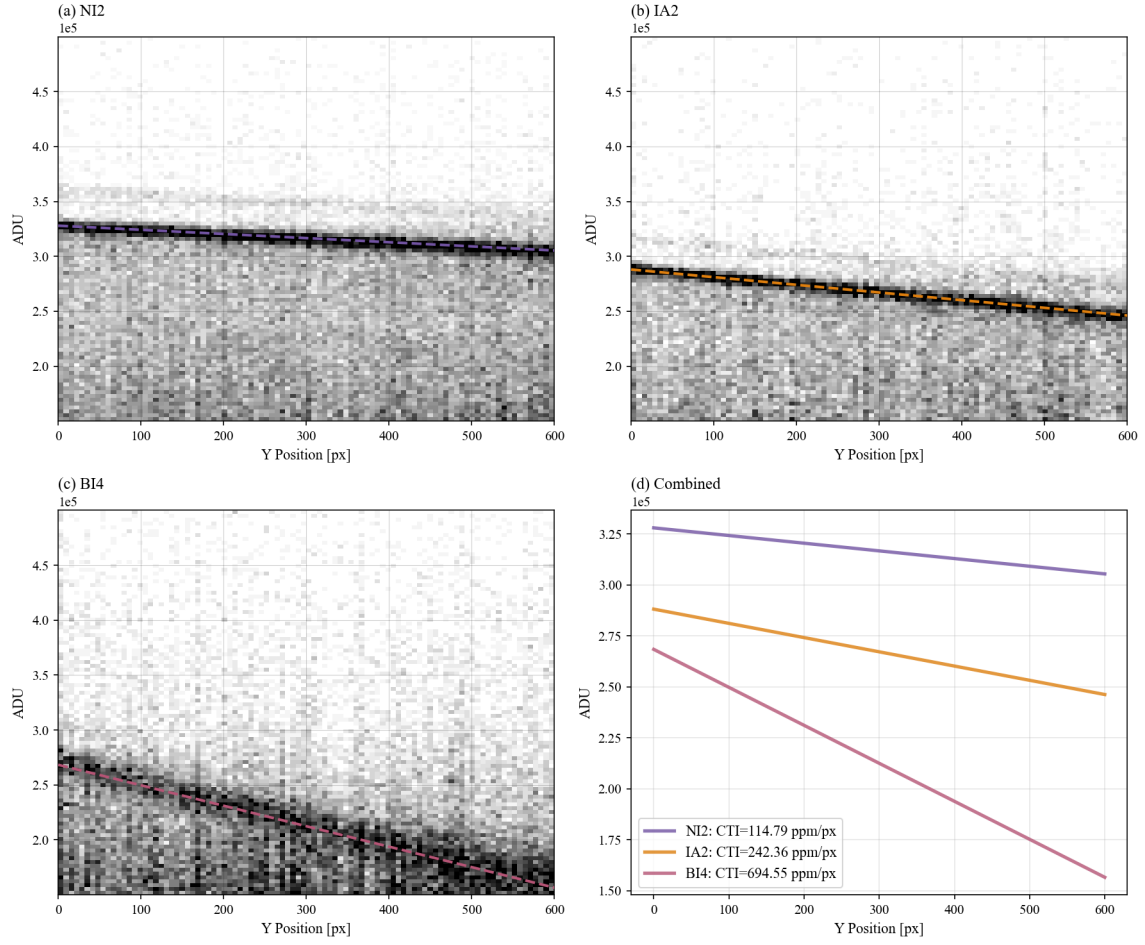 (a) NI2
1e5
4.5
4.0
3.5
3.0
2.5
2.0
ADU
0 100 200 300 400 500 600
Y Position [px]
(b) IA2
1e5
4.5
4.0
3.5
3.0
2.5
2.0
ADU
0 100 200 300 400 500 600
Y Position [px]
(c) BI4
1e5
4.5
4.0
3.5
3.0
2.5
2.0
ADU
0 100 200 300 400 500 600
Y Position [px]
(d) Combined
1e5
3.25
3.00
2.75
2.50
2.25
2.00
1.75
1.50
ADU
NI2: CTI=114.79 ppm/px
IA2: CTI=242.36 ppm/px
BI4: CTI=694.55 ppm/px
0 100 200 300 400 500 600
Y Position [px]